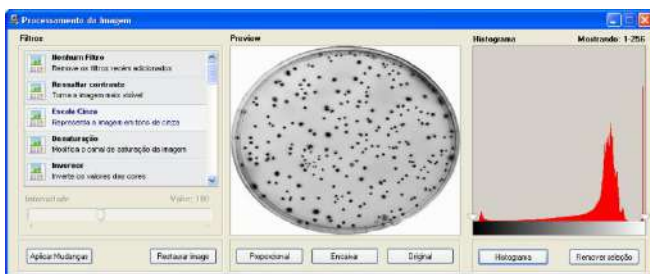 Processamento da Imagem
Filtros
Nenhum Filtro
Remove os filtros recém adicionados
Ressaltar contraste
Torna a imagem mais visível
Escala Cinza
Representa a imagem em tons de cinza
Desaturação
Modifica o canal de saturação da imagem
Inverter
Inverte os valores das cores
Intensidade
Valor: 100
Aplicar Mudanças
Restaurar image
Preview
Proporcional
Encaixar
Original
Histograma
Mostrando: 1-256
Histograma
Remover seleção